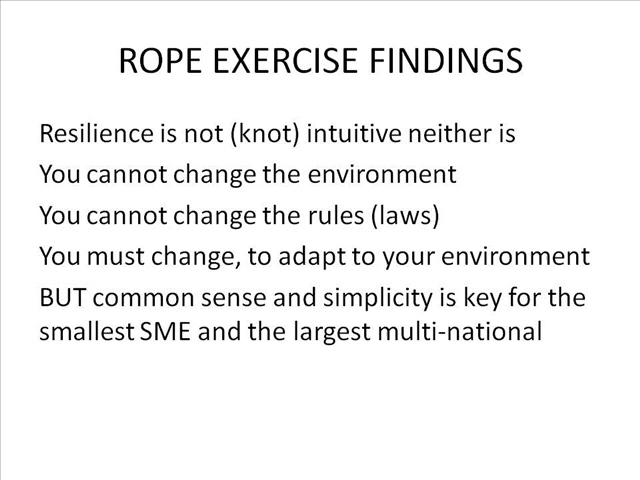 ROPE EXERCISE FINDINGS
Resilience is not (knot) intuitive neither is
You cannot change the environment
You cannot change the rules (laws)
You must change, to adapt to your environment
BUT common sense and simplicity is key for the
smallest SME and the largest multi-national